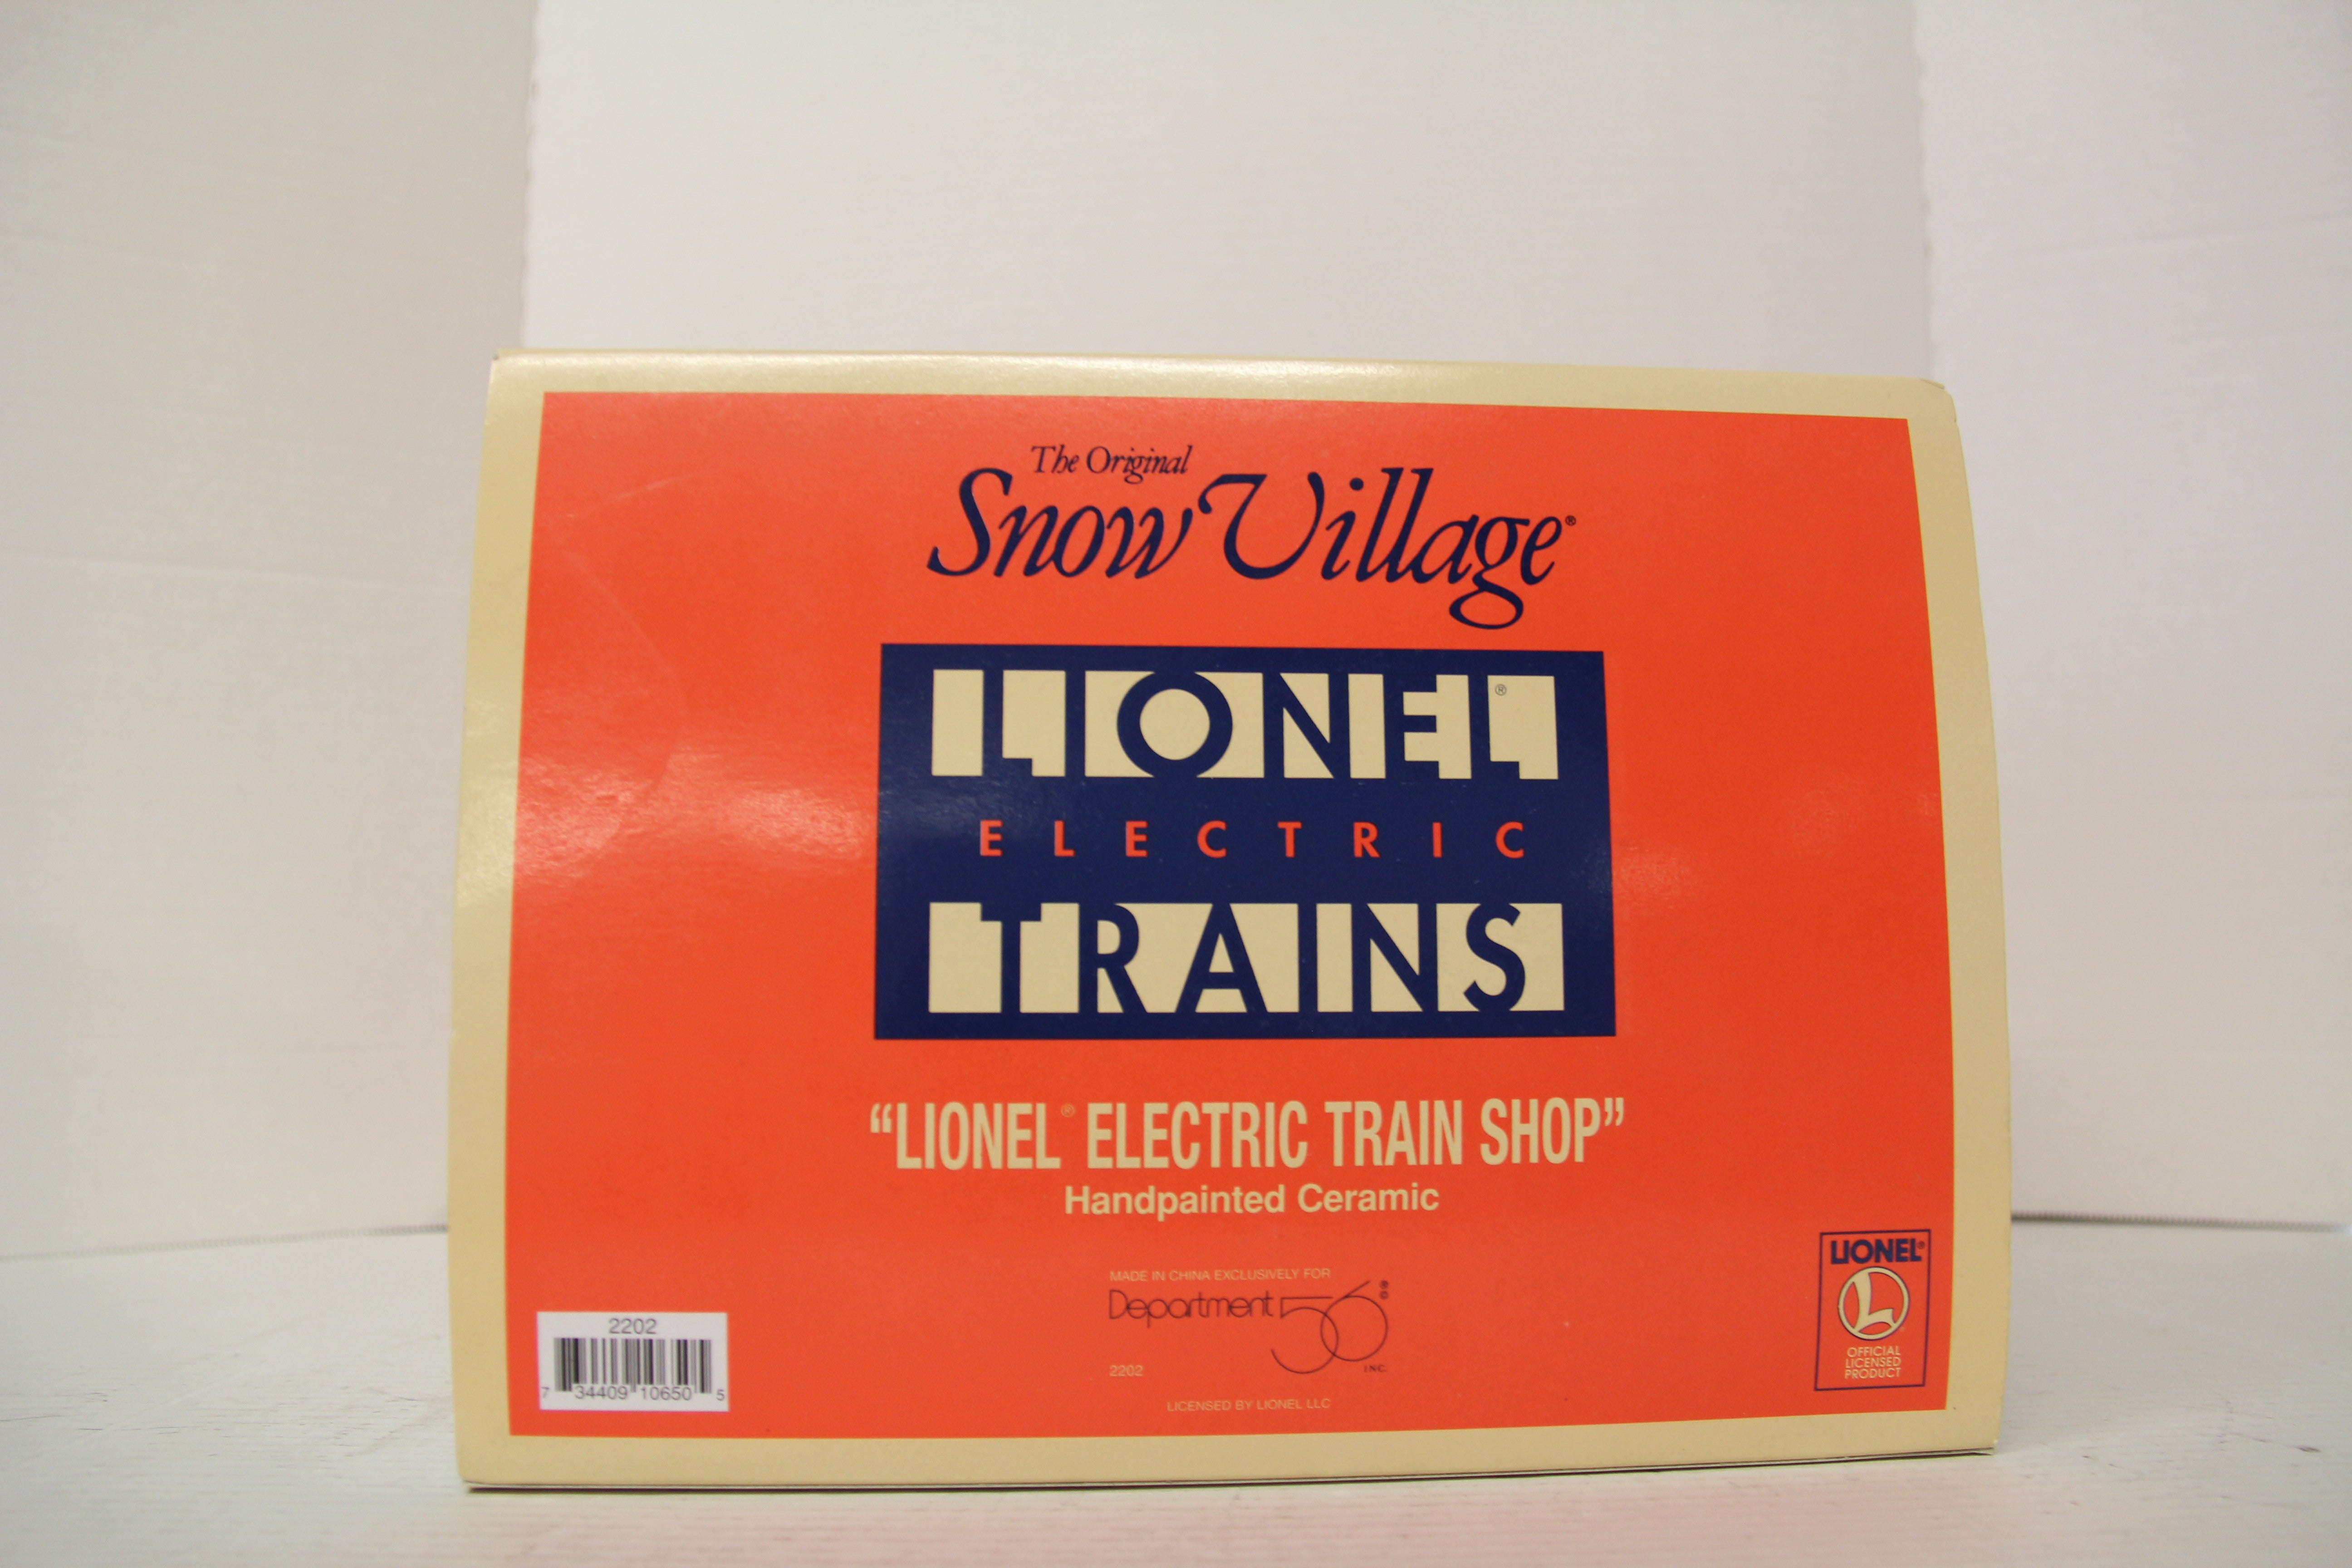 The Original
Snow Village®
LIONEL®
ELECTRIC
TRAINS
“LIONEL® ELECTRIC TRAIN SHOP”
Handpainted Ceramic
MADE IN CHINA EXCLUSIVELY FOR
Department 56 ® ©
INC.
2202
LICENSED BY LIONEL LLC
2202
7 34409 10650 5
LIONEL®
L
OFFICIAL
LICENSED
PRODUCT